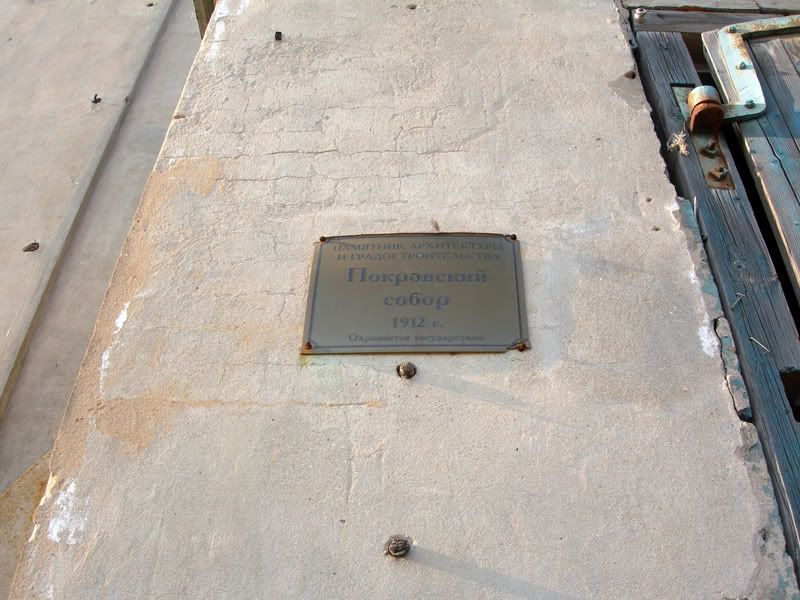 ПАМЯТНИК АРХИТЕКТУРЫ
И ГРАДОСТРОИТЕЛЬСТВА
Покровский
собор
1912 г.
Охраняется государством